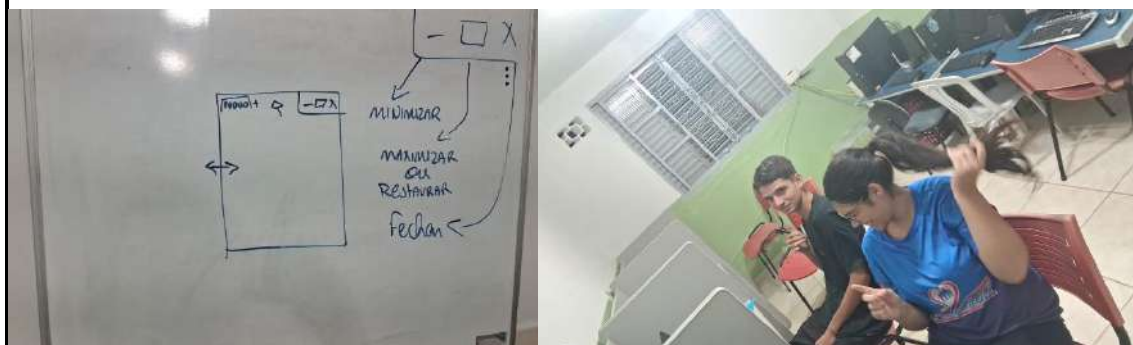 - □ X
+ - □ X
MINIMIZAR
MAXIMIZAR
OU
RESTAURAR
Fechar